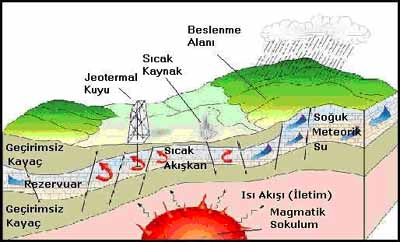 Beslenme
Alanı
Sıcak
Kaynak
Jeotermal
Kuyu
Soğuk
Meteorik
Su
Geçirimsiz
Kavaç
Sıcak
Akışkan
Rezervuar
Isı Akışı (İletim)
Geçirimsiz
Kayaç
Magmatik
Sokulum